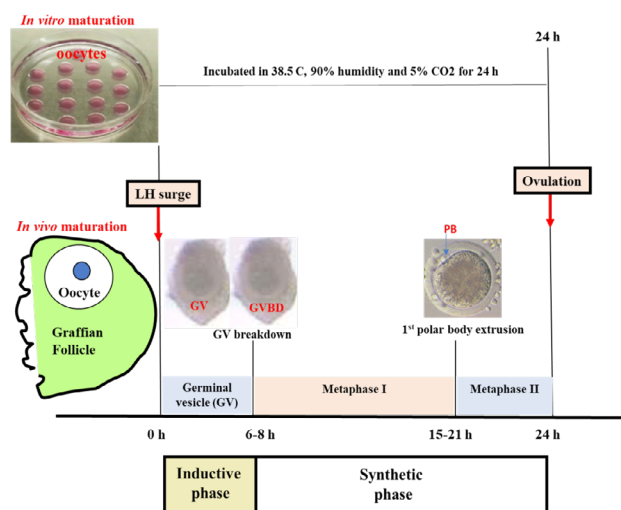 In vitro maturation
oocytes
24 h
Incubated in 38.5 C, 90% humidity and 5% CO2 for 24 h
LH surge
Ovulation
In vivo maturation
Oocyte
Graffian
Follicle
GV
GVBD
GV breakdown
PB
1st polar body extrusion
Germinal
vesicle (GV)
Metaphase I
Metaphase II
0 h
6-8 h
15-21 h
24 h
Inductive
phase
Synthetic
phase